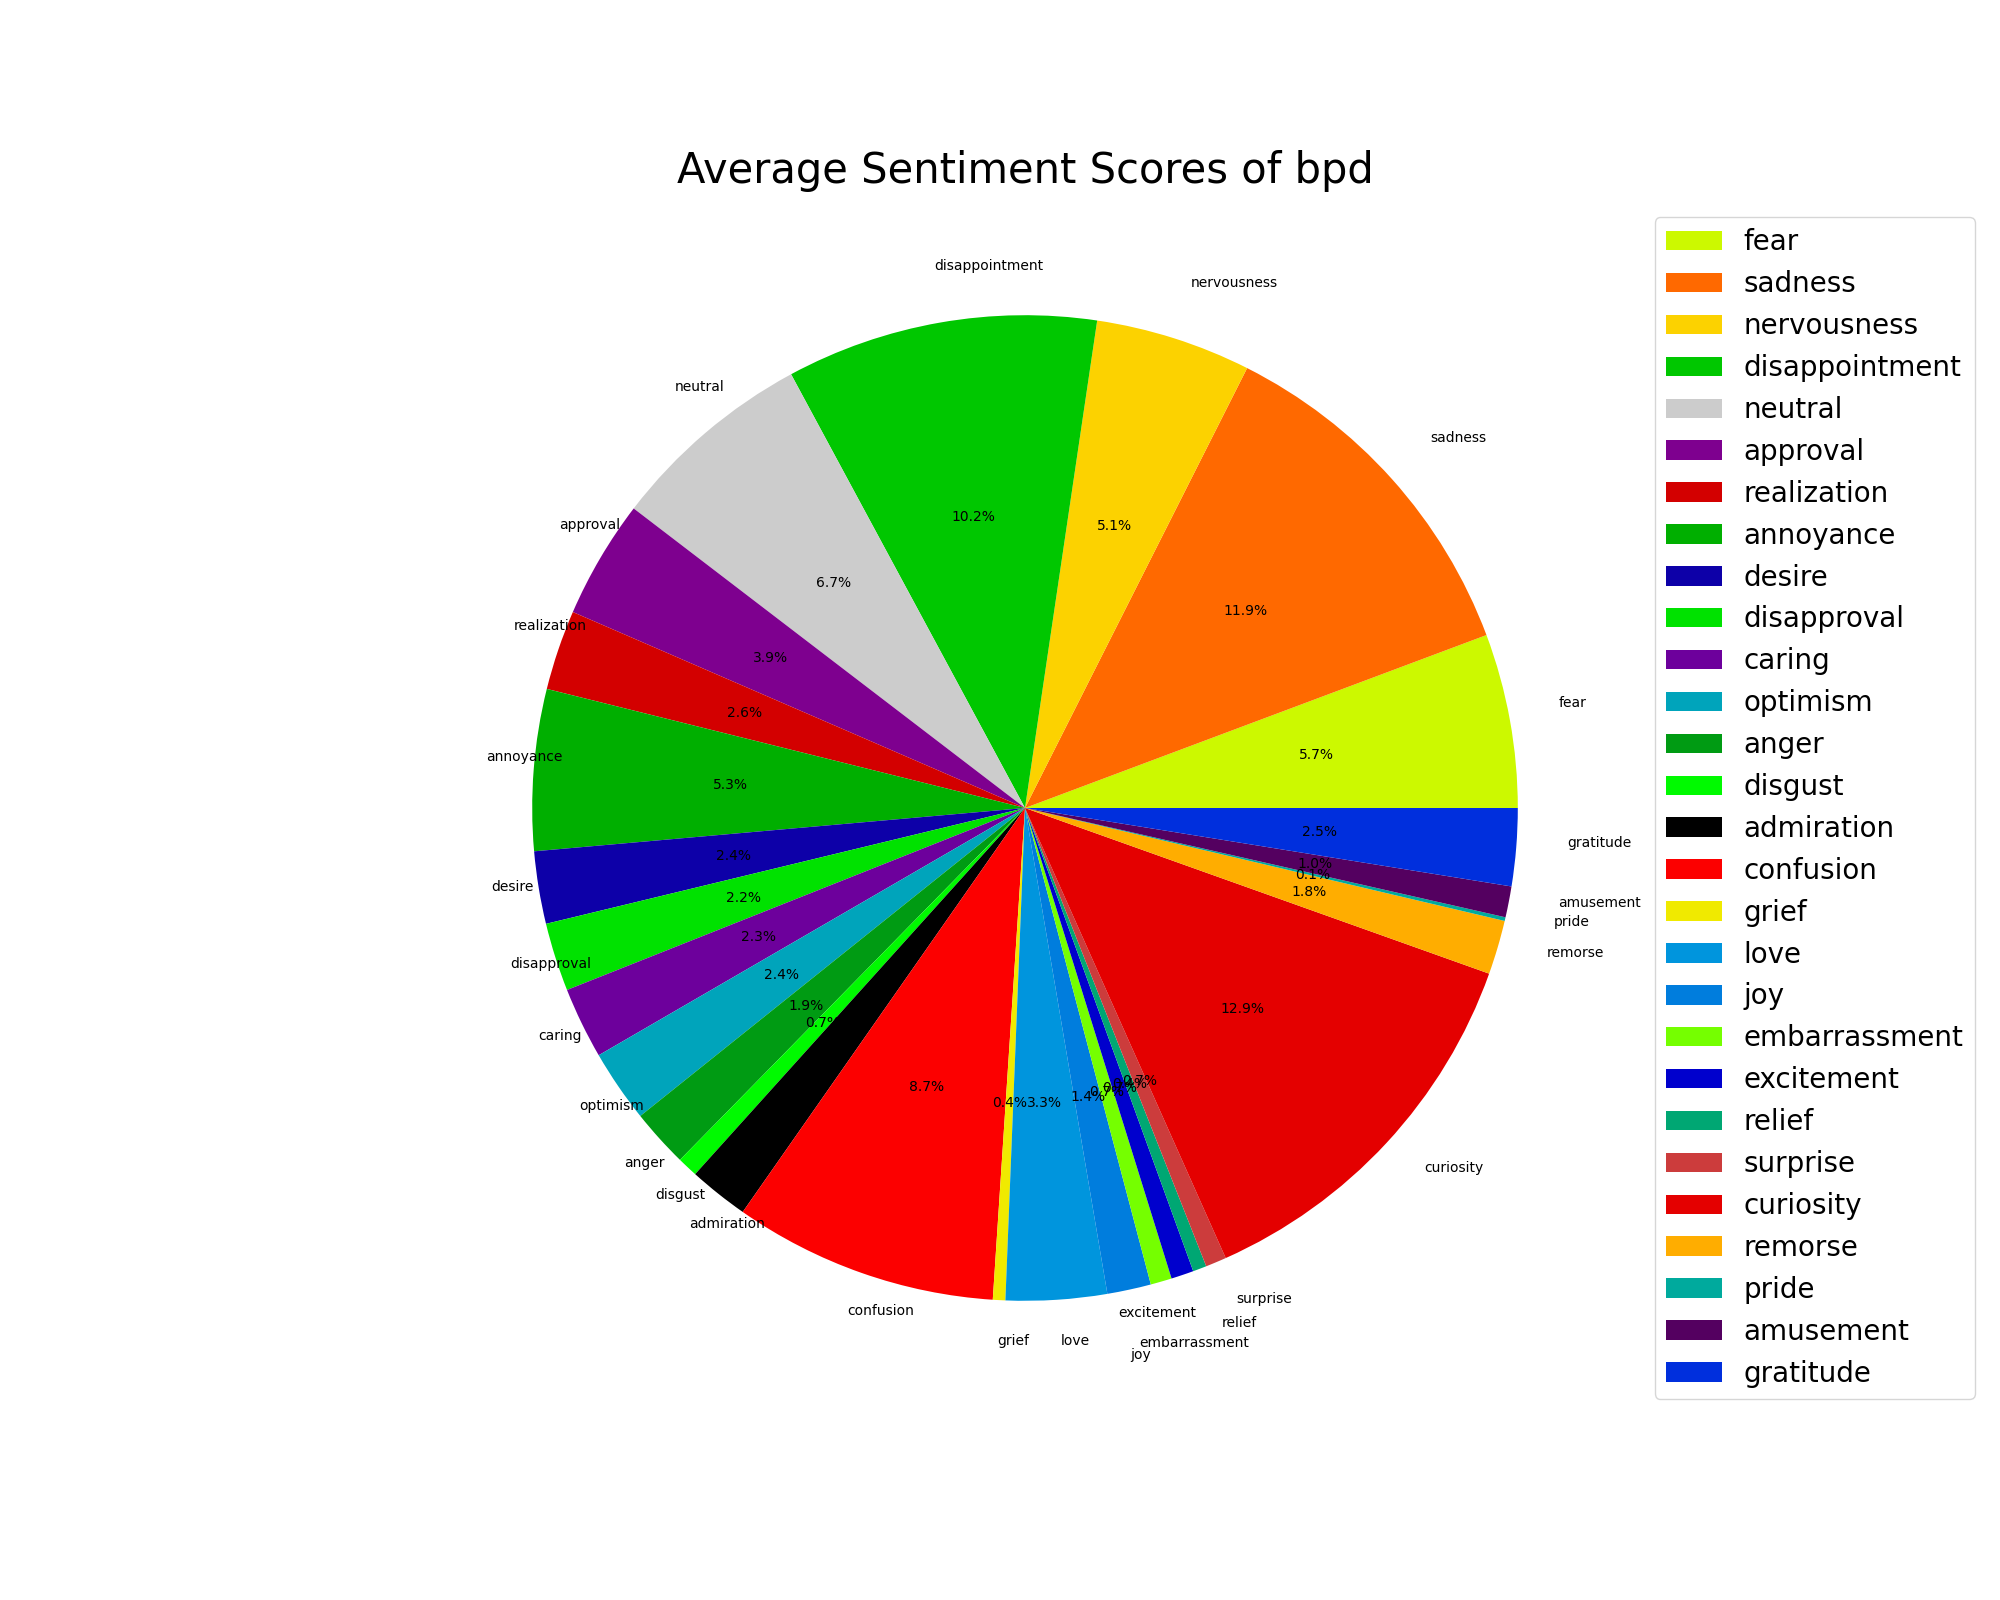 Average Sentiment Scores of bpd
disappointment
nervousness
neutral
sadness
approval
realization
fear
annoyance
gratitude
desire
amusement
pride
remorse
disapproval
caring
optimism
anger
curiosity
disgust
admiration
surprise
confusion
excitement
relief
grief
love
embarrassment
joy
10.2%
5.1%
6.7%
11.9%
3.9%
2.6%
5.7%
5.3%
2.5%
2.4%
1.0%
0.1%
1.8%
2.2%
2.3%
2.4%
1.9%
0.7%
12.9%
8.7%
0.4%
3.3%
1.4%
0.7%
0.7%
fear
sadness
nervousness
disappointment
neutral
approval
realization
annoyance
desire
disapproval
caring
optimism
anger
disgust
admiration
confusion
grief
love
joy
embarrassment
excitement
relief
surprise
curiosity
remorse
pride
amusement
gratitude